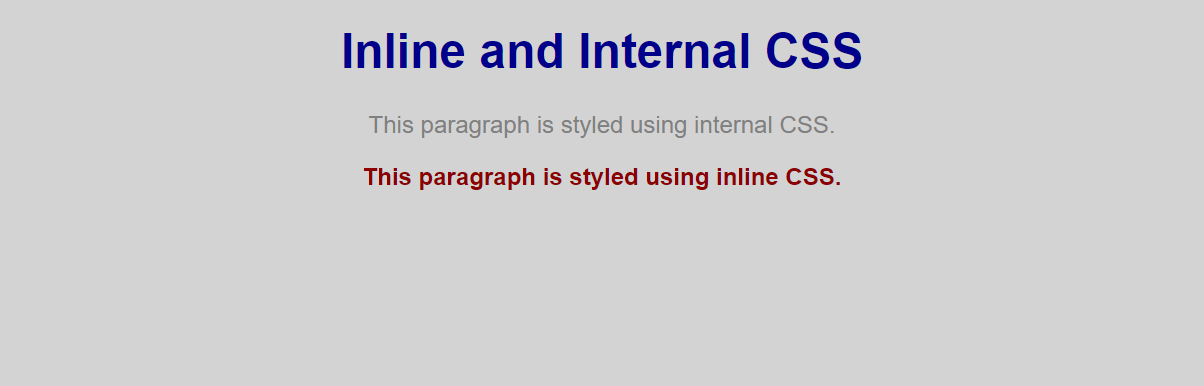 Inline and Internal CSS
This paragraph is styled using internal CSS.
This paragraph is styled using inline CSS.